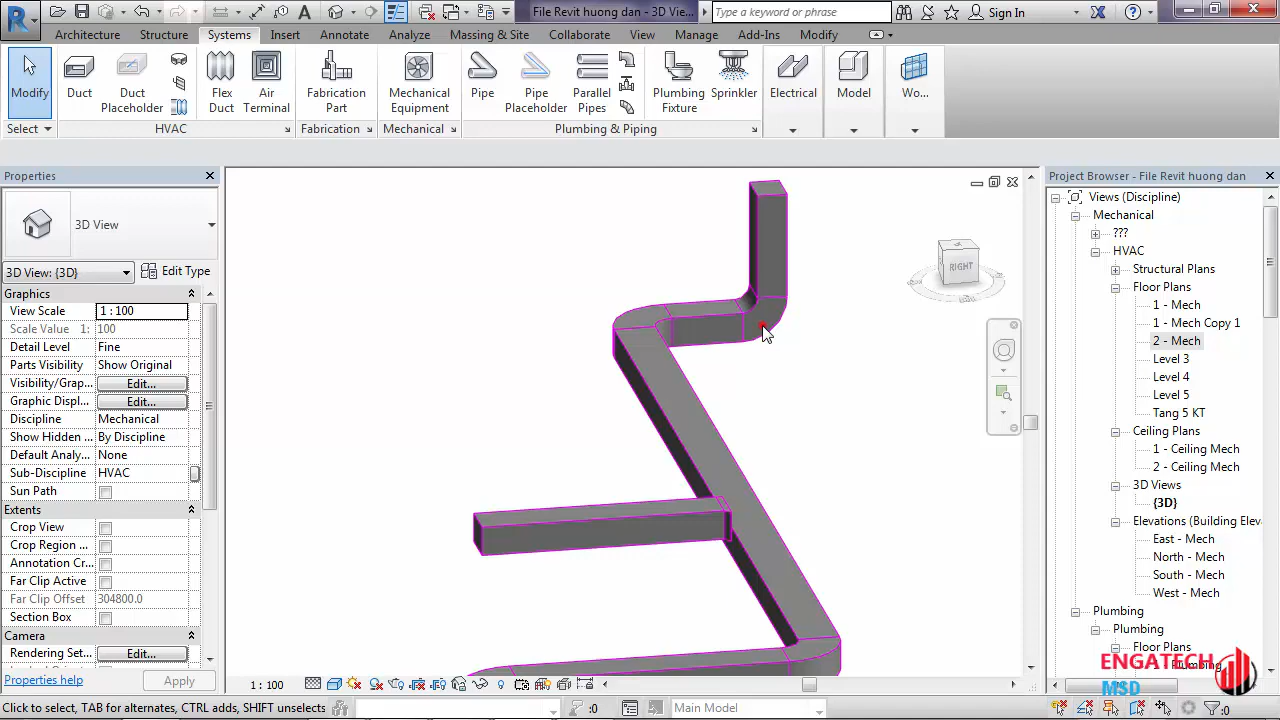 File Revit huong dan - 3D Vie...
Type a keyword or phrase
Sign In
Architecture
Structure
Systems
Insert
Annotate
Analyze
Massing & Site
Collaborate
View
Manage
Add-Ins
Modify
Modify
Duct
Duct Placeholder
Flex Duct
Air Terminal
Fabrication Part
Mechanical Equipment
Pipe
Pipe Placeholder
Parallel Pipes
Plumbing Fixture
Sprinkler
Electrical
Model
Wo...
Select
HVAC
Fabrication
Mechanical
Plumbing & Piping
Properties
3D View
3D View: {3D}
Edit Type
Graphics
View Scale 1 : 100
Scale Value 1: 100
Detail Level Fine
Parts Visibility Show Original
Visibility/Grap... Edit...
Graphic Displ... Edit...
Discipline Mechanical
Show Hidden ... By Discipline
Default Analy... None
Sub-Discipline HVAC
Sun Path
Extents
Crop View
Crop Region ...
Annotation Cr...
Far Clip Active
Far Clip Offset 304800.0
Section Box
Camera
Rendering Set... Edit...
Properties help
Apply
RIGHT
Project Browser - File Revit huong dan
Views (Discipline)
Mechanical
???
HVAC
Structural Plans
Floor Plans
1 - Mech
1 - Mech Copy 1
2 - Mech
Level 3
Level 4
Level 5
Tang 5 KT
Ceiling Plans
1 - Ceiling Mech
2 - Ceiling Mech
3D Views
{3D}
Elevations (Building Elev
East - Mech
North - Mech
South - Mech
West - Mech
Plumbing
Plumbing
Floor Plans
ENGATECH
MSD
1 : 100
Click to select, TAB for alternates, CTRL adds, SHIFT unselects
:0
Main Model
:0